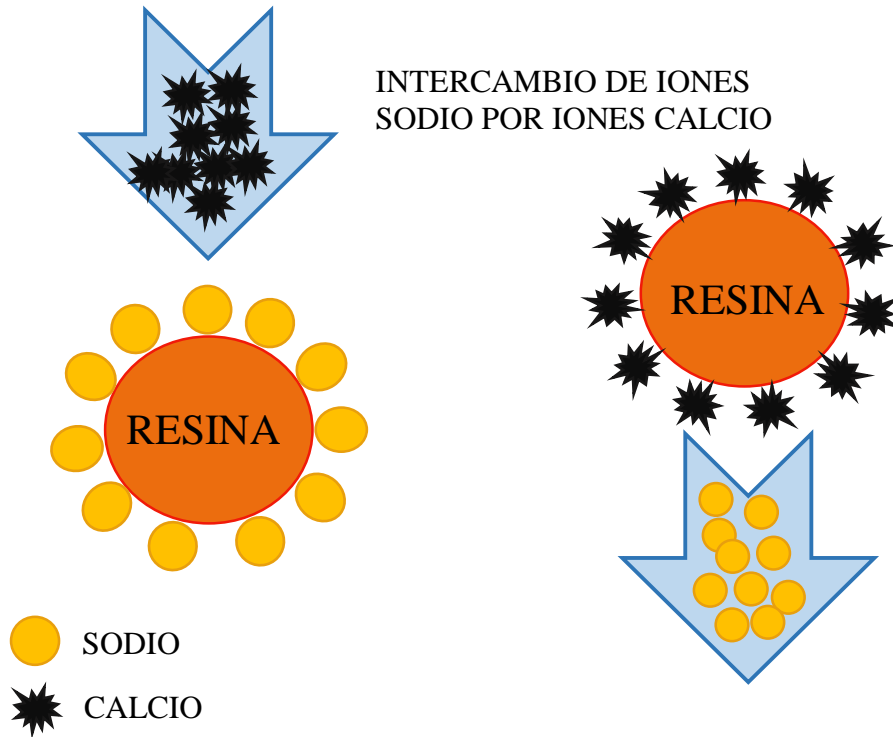 INTERCAMBIO DE IONES
SODIO POR IONES CALCIO
RESINA
RESINA
SODIO
CALCIO